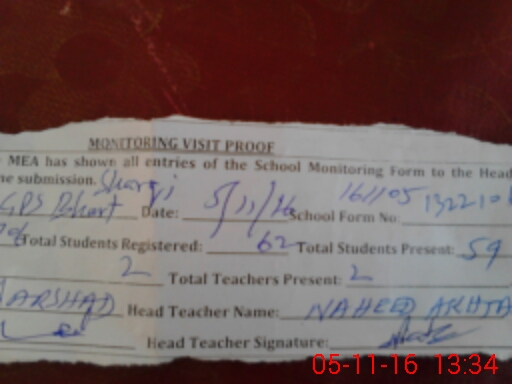 MONITORING VISIT PROOF
MEA has shown all entries of the School Monitoring Form to the Head
submission.
GPS Date: 5/11/16 School Form No: 161105 132210
Total Students Registered: 62 Total Students Present: 59
2 Total Teachers Present: 2
ARSHAD Head Teacher Name: NAHEED AKHTA
Head Teacher Signature:
05-11-16 13:34